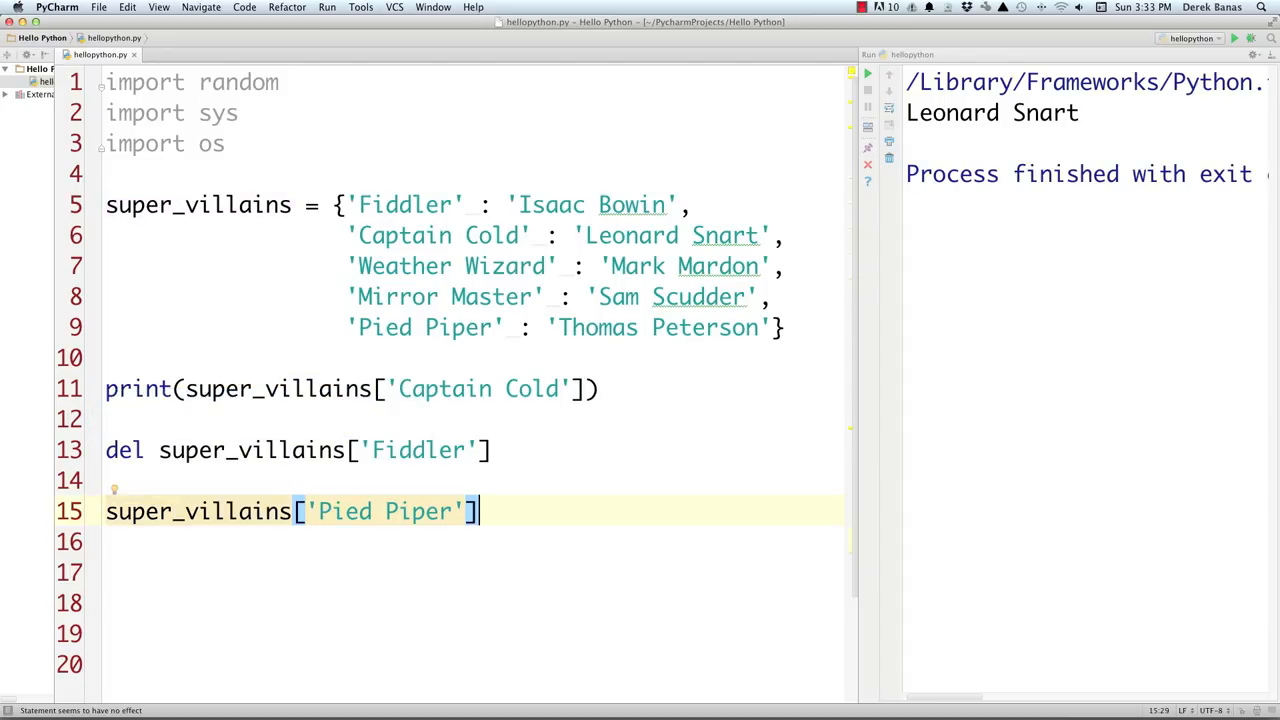 PyCharm File Edit View Navigate Code Refactor Run Tools VCS Window Help 10 Sun 3:33 PM Derek Banas
hellopython.py - Hello Python - [~/PycharmProjects/Hello Python]
Hello Python hellopython.py hellopython
hellopython.py Run hellopython
Hello P
hello
Externa
1 import random
2 import sys
3 import os
4
5 super_villains = {'Fiddler' : 'Isaac Bowin',
6 'Captain Cold' : 'Leonard Snart',
7 'Weather Wizard' : 'Mark Mardon',
8 'Mirror Master' : 'Sam Scudder',
9 'Pied Piper' : 'Thomas Peterson'}
10
11 print(super_villains['Captain Cold'])
12
13 del super_villains['Fiddler']
14
15 super_villains['Pied Piper']
16
17
18
19
20
/Library/Frameworks/Python.
Leonard Snart
Process finished with exit
Statement seems to have no effect 15:29 LF UTF-8